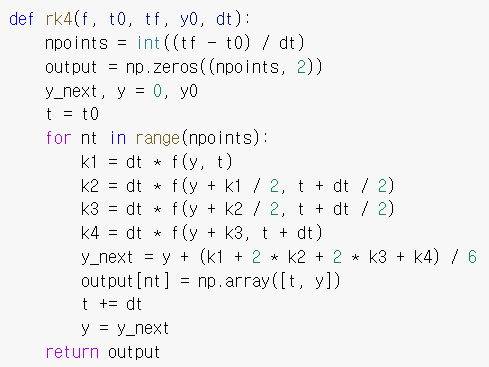 def rk4(f, t0, tf, y0, dt):
    npoints = int((tf - t0) / dt)
    output = np.zeros((npoints, 2))
    y_next, y = 0, y0
    t = t0
    for nt in range(npoints):
        k1 = dt * f(y, t)
        k2 = dt * f(y + k1 / 2, t + dt / 2)
        k3 = dt * f(y + k2 / 2, t + dt / 2)
        k4 = dt * f(y + k3, t + dt)
        y_next = y + (k1 + 2 * k2 + 2 * k3 + k4) / 6
        output[nt] = np.array([t, y])
        t += dt
        y = y_next
    return output